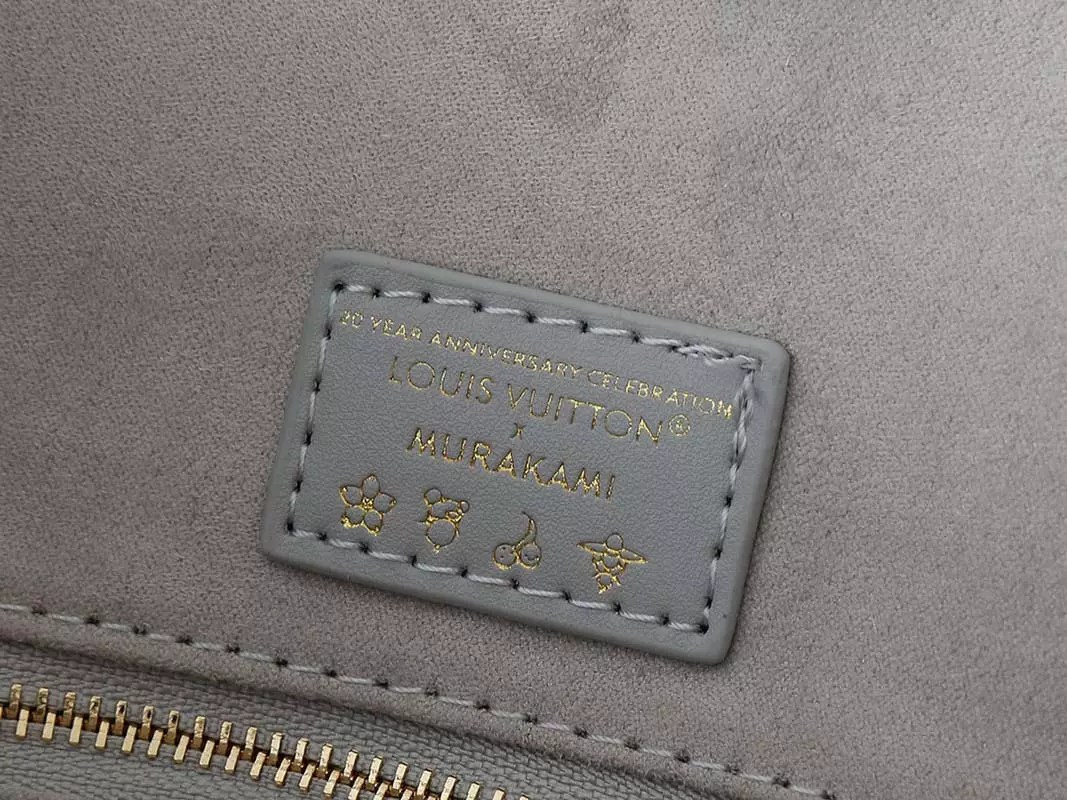 20 YEAR ANNIVERSARY CELEBRATION
LOUIS VUITTON®
x
MURAKAMI